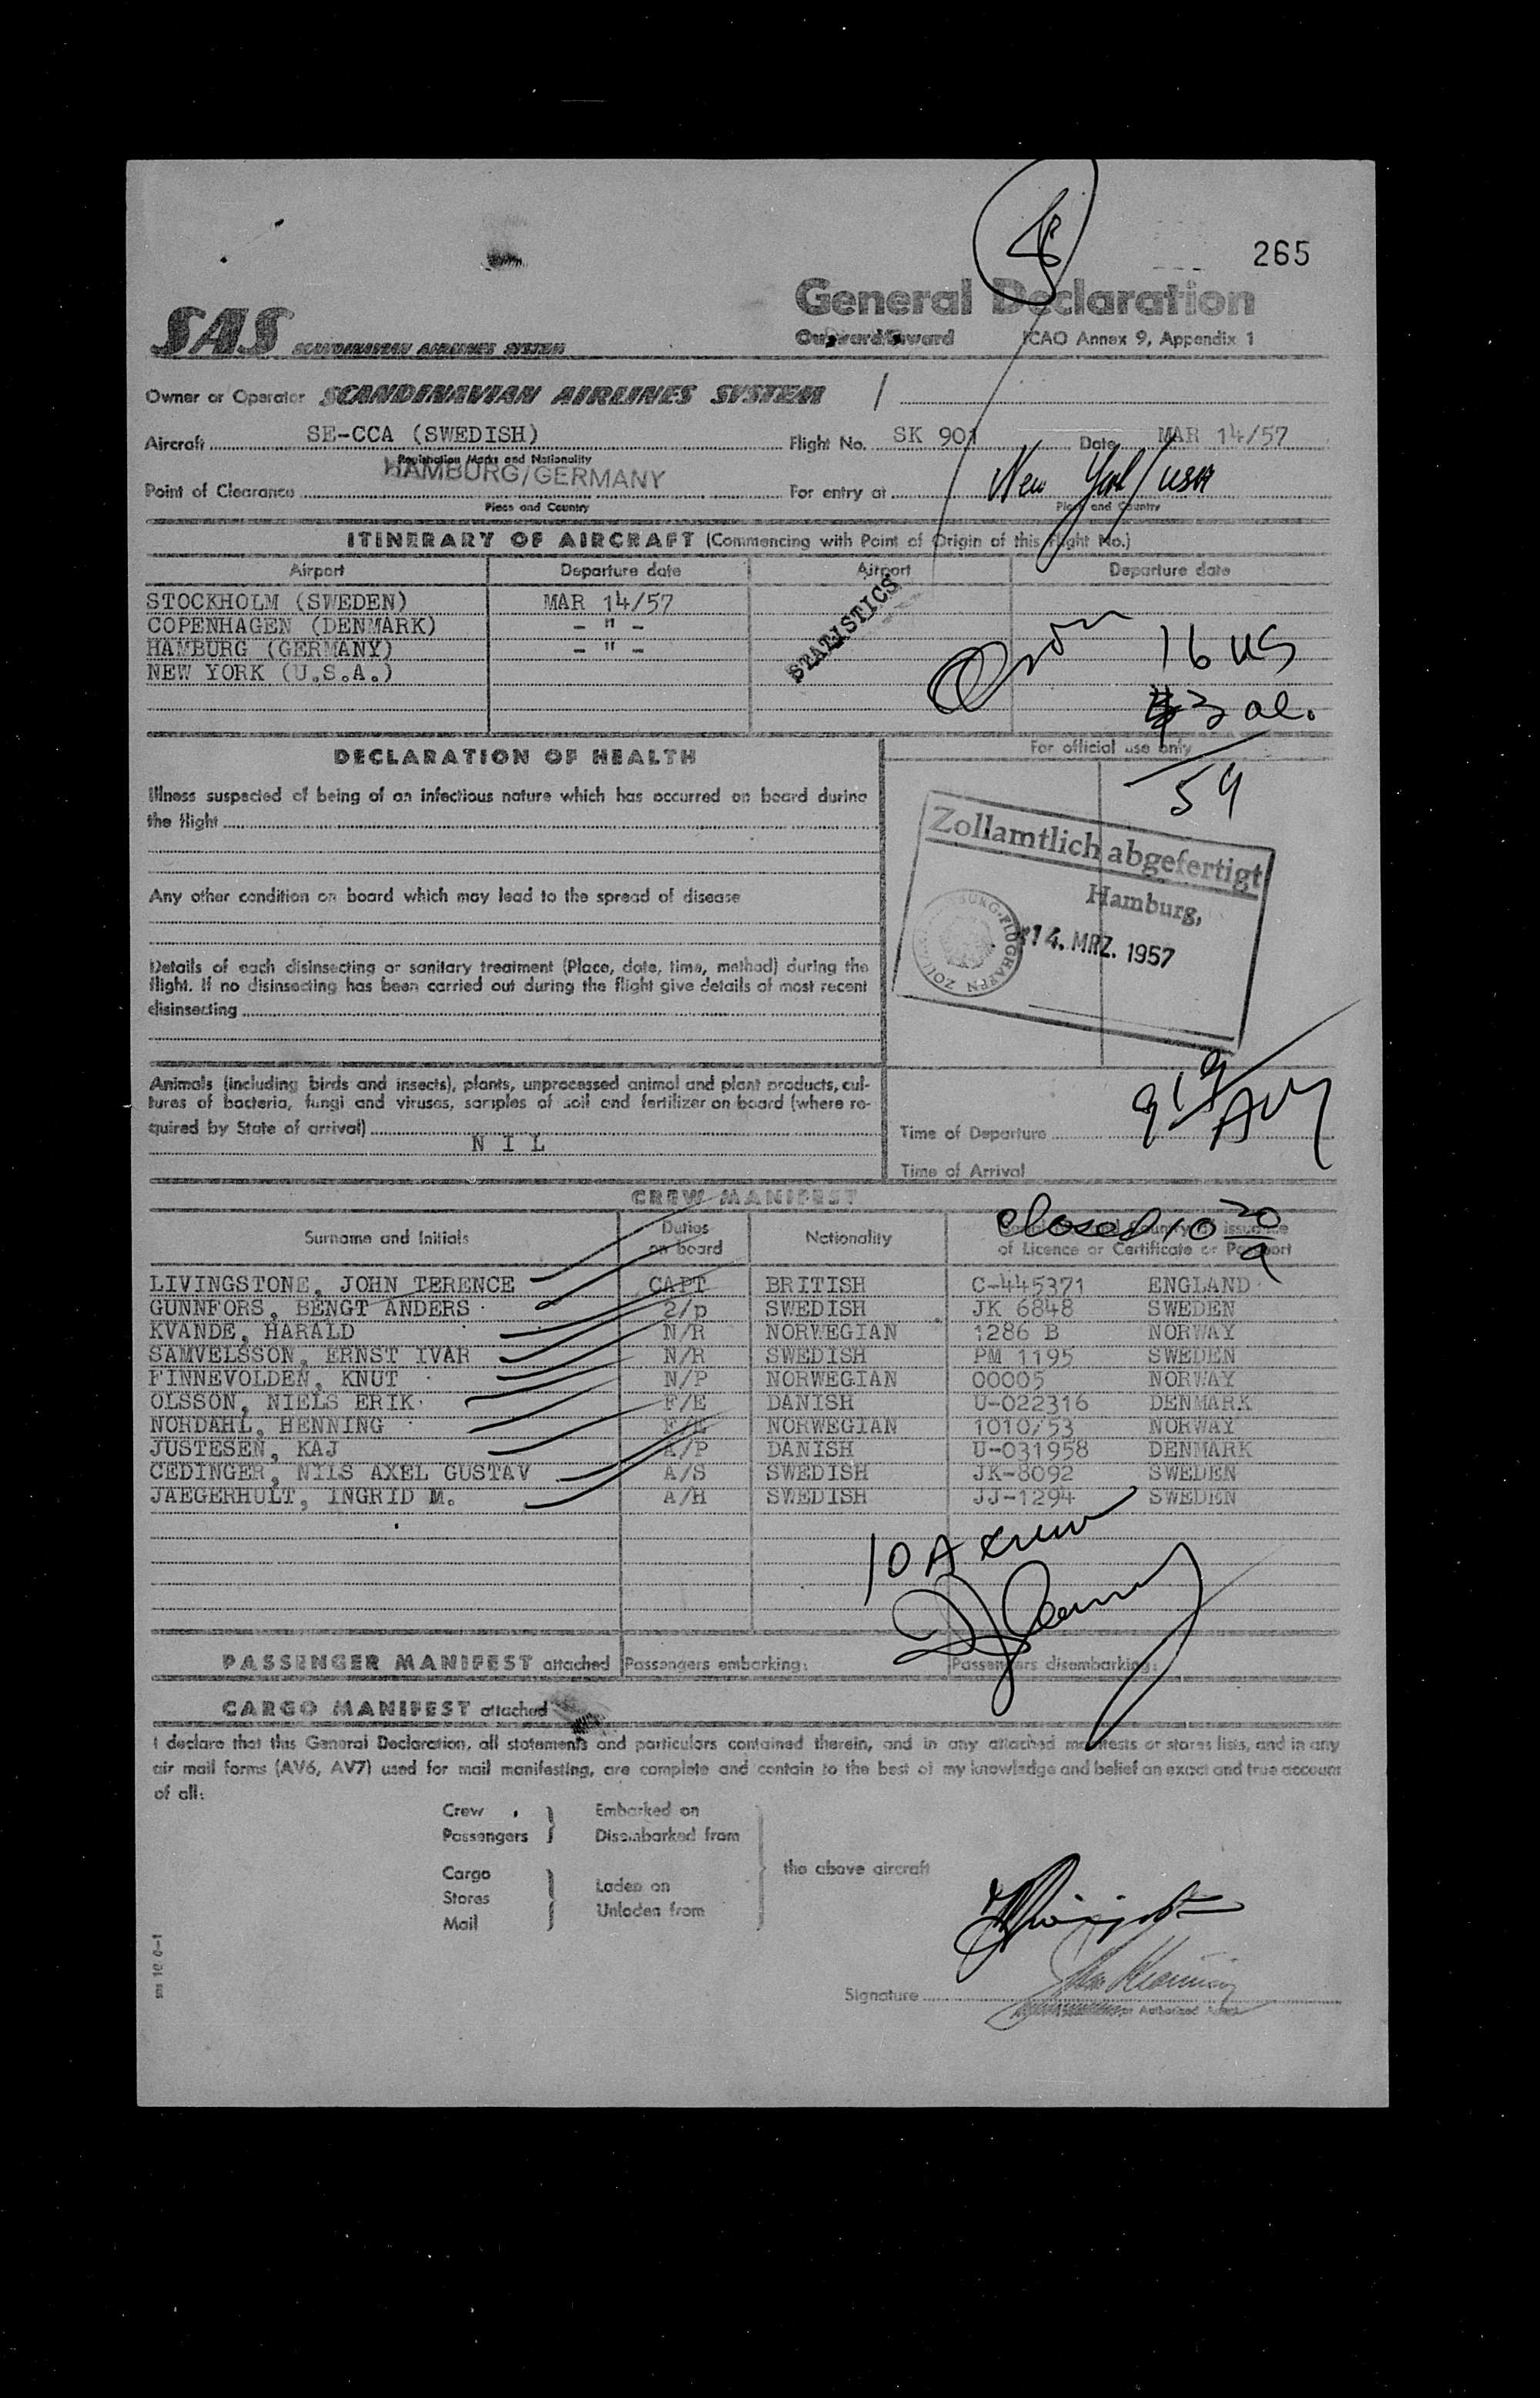 265
SAS SCANDINAVIAN AIRLINES SYSTEM
General Declaration
Outward/Inward ICAO Annex 9, Appendix 1
Owner or Operator SCANDINAVIAN AIRLINES SYSTEM
Aircraft SE-CCA (SWEDISH) Flight No. SK 901 Date MAR 14/57
Registration Marks and Nationality
Point of Clearance HAMBURG/GERMANY For entry at New York/USA
Place and Country Place and Country
ITINERARY OF AIRCRAFT (Commencing with Point of Origin of this Flight No.)
Airport Departure date Airport Departure date
STOCKHOLM (SWEDEN) MAR 14/57
COPENHAGEN (DENMARK) - " -
HAMBURG (GERMANY) - " -
NEW YORK (U.S.A.)
STATISTICS
16 US
3 al.
59
DECLARATION OF HEALTH
For official use only
Illness suspected of being of an infectious nature which has occurred on board during
the flight
Any other condition on board which may lead to the spread of disease
Details of each disinsecting or sanitary treatment (Place, date, time, method) during the
flight. If no disinsecting has been carried out during the flight give details of most recent
disinsecting
Zollamtlich abgefertigt
Hamburg,
14. MRZ. 1957
Animals (including birds and insects), plants, unprocessed animal and plant products, cul-
tures of bacteria, fungi and viruses, samples of soil and fertilizer on board (where re-
quired by State of arrival)
N I L
Time of Departure
Time of Arrival
CREW MANIFEST
closed 10 20 a
Surname and Initials Duties on board Nationality of Licence or Certificate or Passport
LIVINGSTONE, JOHN TERENCE CAPT BRITISH C-445371 ENGLAND
GUNNFORS, BENGT ANDERS 2/p SWEDISH JK 6848 SWEDEN
KVANDE, HARALD N/R NORWEGIAN 1286 B NORWAY
SAMVELSSON, ERNST IVAR N/R SWEDISH PM 1195 SWEDEN
FINNEVOLDEN, KNUT N/P NORWEGIAN 00005 NORWAY
OLSSON, NIELS ERIK F/E DANISH U-022316 DENMARK
NORDAHL, HENNING F/E NORWEGIAN 1010/53 NORWAY
JUSTESEN, KAJ A/P DANISH U-031958 DENMARK
CEDINGER, NILS AXEL GUSTAV A/S SWEDISH JK-8092 SWEDEN
JAEGERHULT, INGRID M. A/H SWEDISH JJ-1294 SWEDEN
10 A crew
PASSENGER MANIFEST attached Passengers embarking: Passengers disembarking:
CARGO MANIFEST attached
I declare that this General Declaration, all statements and particulars contained therein, and in any attached manifests or stores lists, and in any
air mail forms (AV6, AV7) used for mail manifesting, are complete and contain to the best of my knowledge and belief an exact and true account
of all:
Crew Embarked on
Passengers Disembarked from
the above aircraft
Cargo
Stores Laden on
Mail Unladen from
Signature
or Authorized Agent